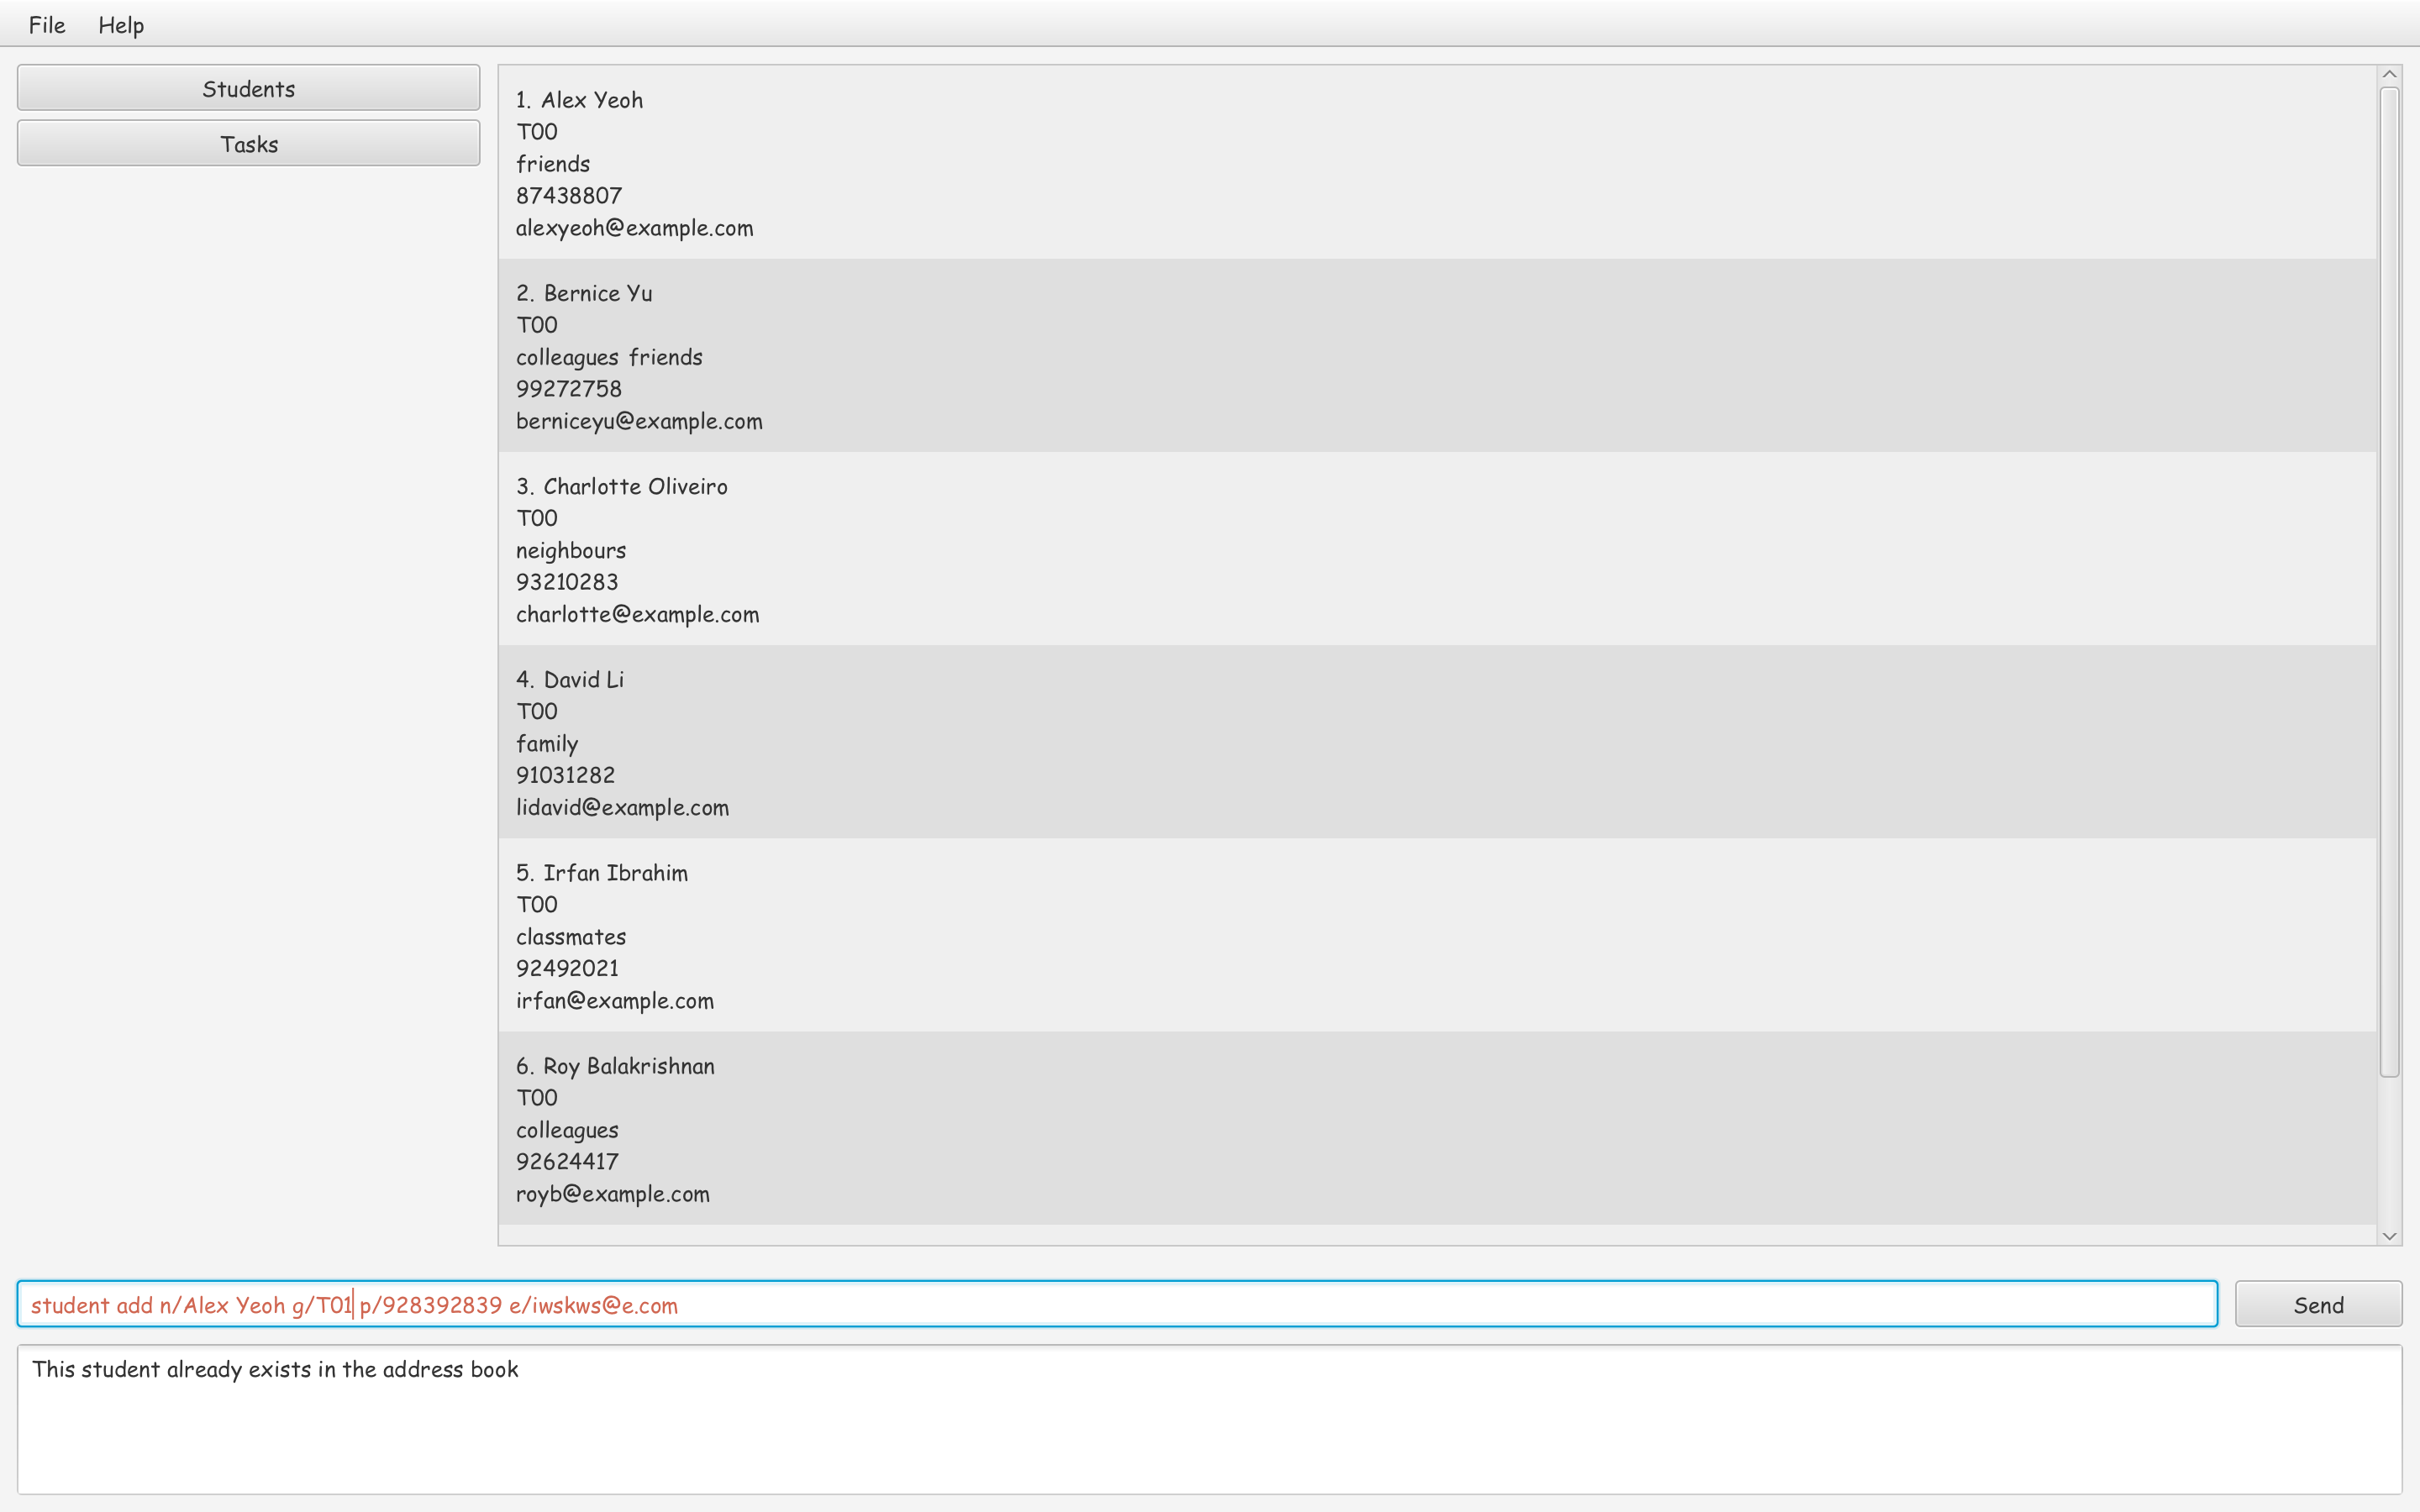 File Help
Students
Tasks
1. Alex Yeoh
T00
friends
87438807
alexyeoh@example.com
2. Bernice Yu
T00
colleagues friends
99272758
berniceyu@example.com
3. Charlotte Oliveiro
T00
neighbours
93210283
charlotte@example.com
4. David Li
T00
family
91031282
lidavid@example.com
5. Irfan Ibrahim
T00
classmates
92492021
irfan@example.com
6. Roy Balakrishnan
T00
colleagues
92624417
royb@example.com
student add n/Alex Yeoh g/T01 p/928392839 e/iwskws@e.com
Send
This student already exists in the address book